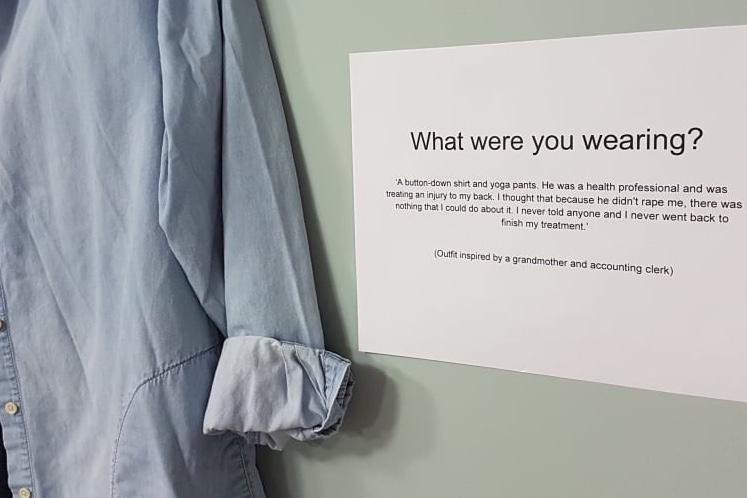 What were you wearing?
'A button-down shirt and yoga pants. He was a health professional and was
treating an injury to my back. I thought that because he didn't rape me, there was
nothing that I could do about it. I never told anyone and I never went back to
finish my treatment.'
(Outfit inspired by a grandmother and accounting clerk)